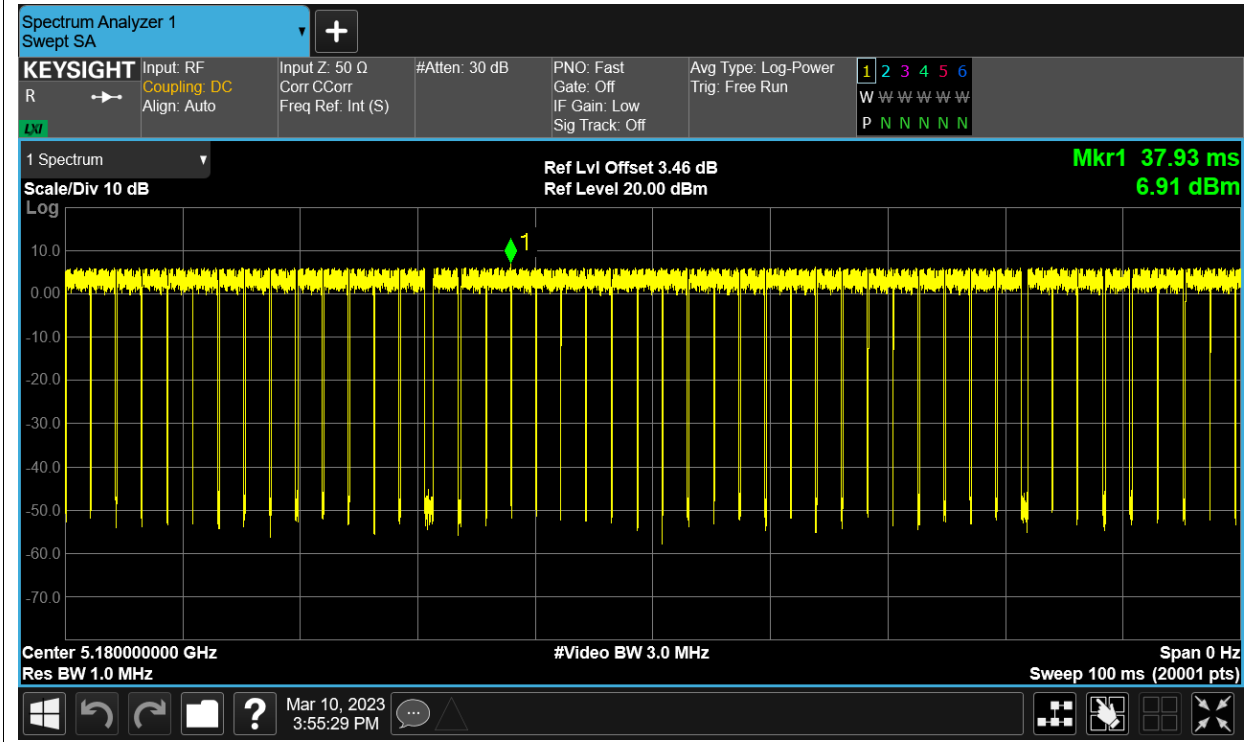 Spectrum Analyzer 1
Swept SA
KEYSIGHT
R
LXI
Input: RF
Coupling: DC
Align: Auto
Input Z: 50 Ω
Corr CCorr
Freq Ref: Int (S)
#Atten: 30 dB
PNO: Fast
Gate: Off
IF Gain: Low
Sig Track: Off
Avg Type: Log-Power
Trig: Free Run
1 2 3 4 5 6
W W W W W W
P N N N N N
1 Spectrum
Scale/Div 10 dB
Log
Ref Lvl Offset 3.46 dB
Ref Level 20.00 dBm
Mkr1 37.93 ms
6.91 dBm
1
10.0
0.00
-10.0
-20.0
-30.0
-40.0
-50.0
-60.0
-70.0
Center 5.180000000 GHz
Res BW 1.0 MHz
#Video BW 3.0 MHz
Span 0 Hz
Sweep 100 ms (20001 pts)
?
Mar 10, 2023
3:55:29 PM